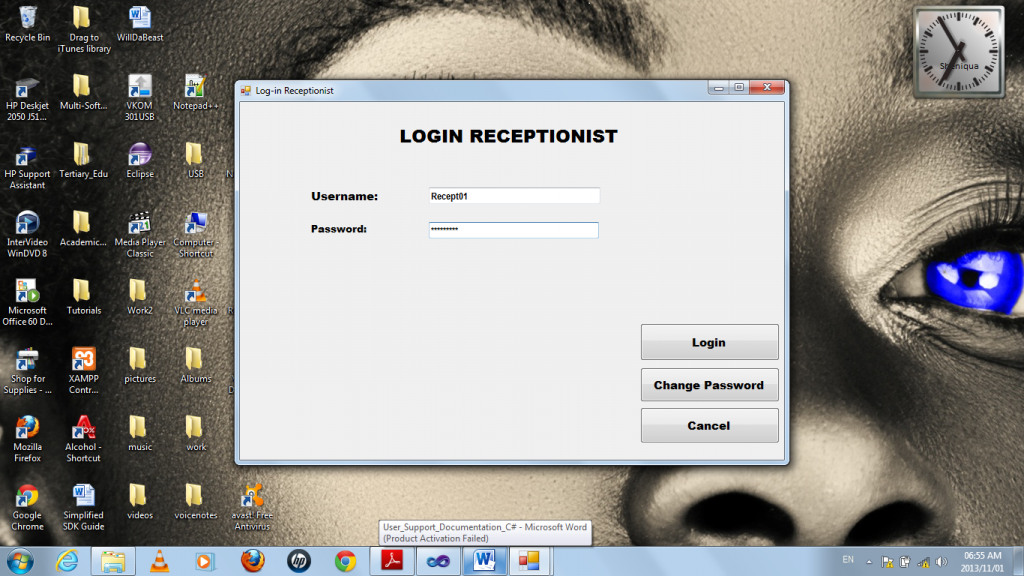 Recycle Bin
Drag to
iTunes library
WillDaBeast
Sheniqua
HP Deskjet
2050 J51...
Multi-Soft...
VKOM
301USB
Notepad++
HP Support
Assistant
Tertiary_Edu
Eclipse
USB
InterVideo
WinDVD 8
Academic...
Media Player
Classic
Computer -
Shortcut
Microsoft
Office 60 D...
Tutorials
Work2
VLC media
player
Shop for
Supplies - ...
XAMPP
Contr...
pictures
Albums
Mozilla
Firefox
Alcohol -
Shortcut
music
work
Google
Chrome
Simplified
SDK Guide
videos
voicenotes
avast! Free
Antivirus
Log-in Receptionist
LOGIN RECEPTIONIST
Username:
Recept01
Password:
*********
Login
Change Password
Cancel
User_Support_Documentation_C# - Microsoft Word
(Product Activation Failed)
EN
06:55 AM
2013/11/01